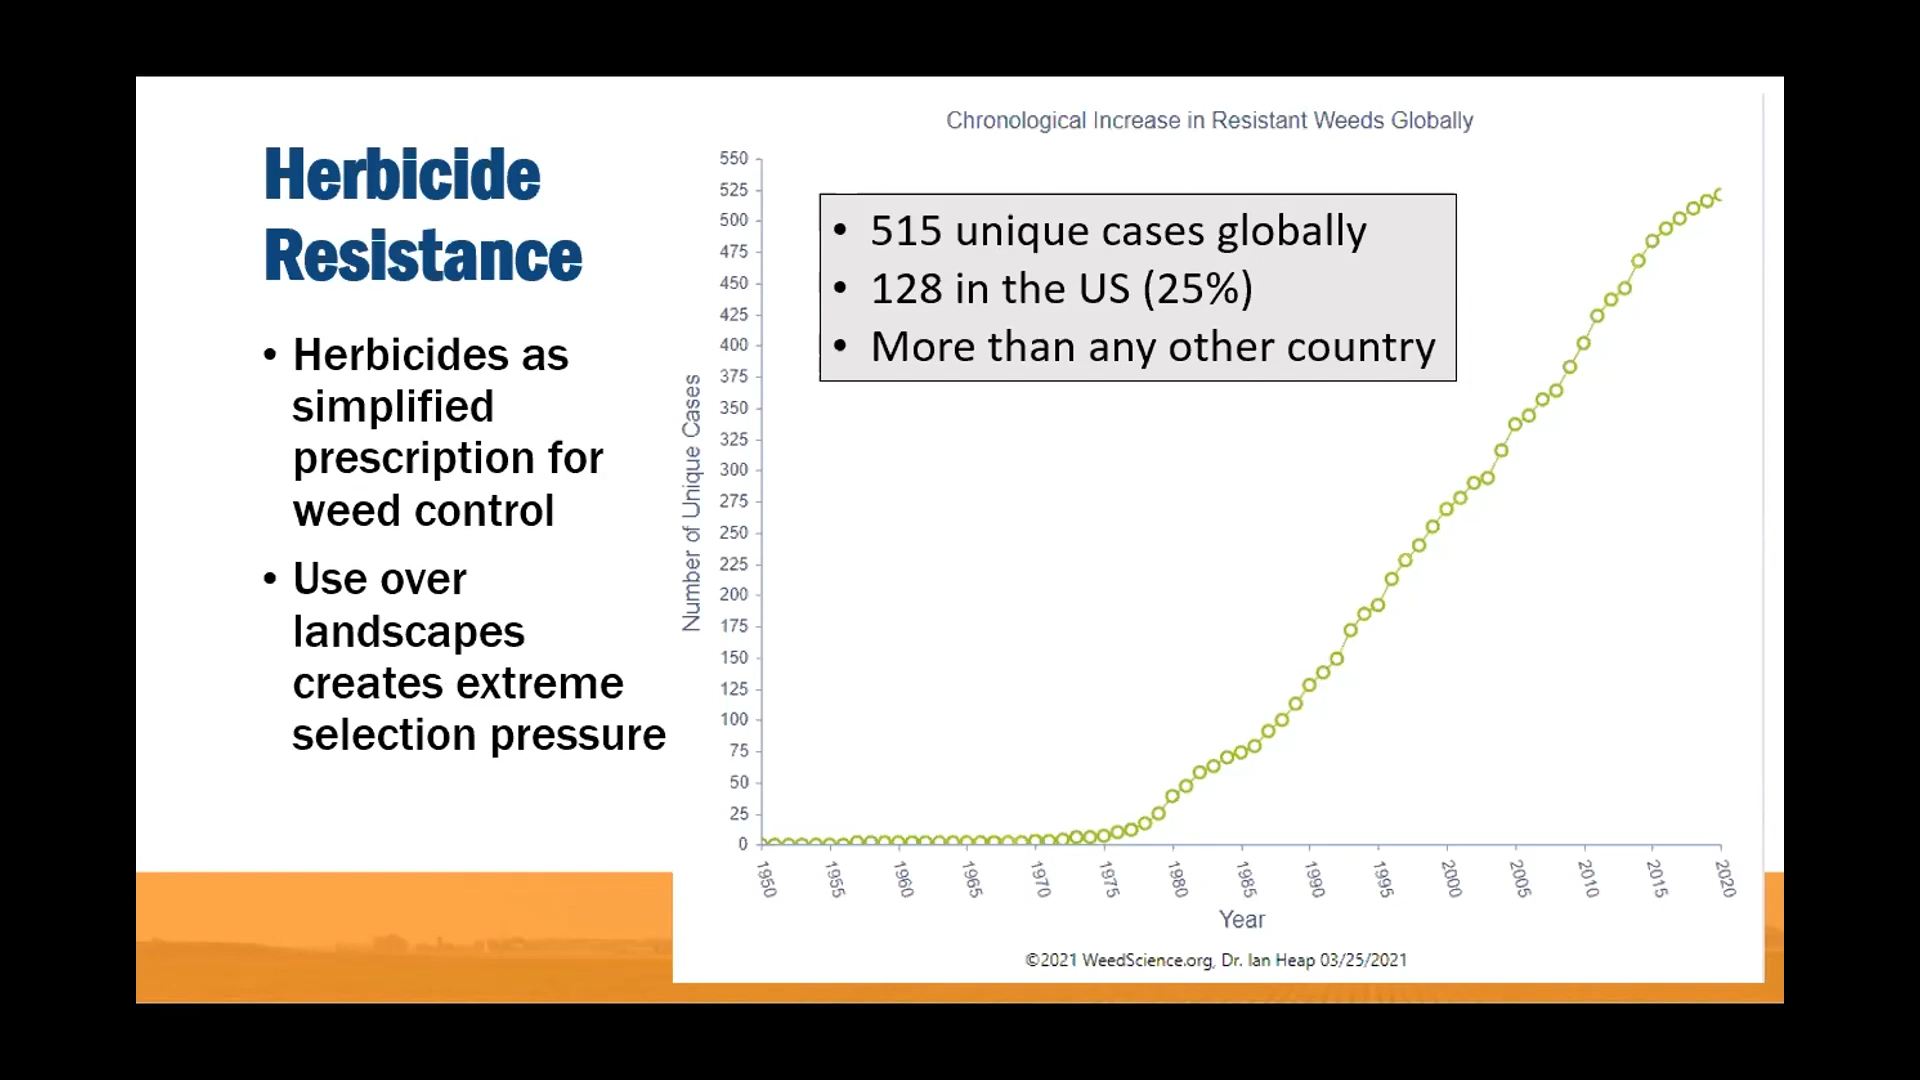 Herbicide
Resistance
• Herbicides as
simplified
prescription for
weed control
• Use over
landscapes
creates extreme
selection pressure
Chronological Increase in Resistant Weeds Globally
• 515 unique cases globally
• 128 in the US (25%)
• More than any other country
Number of Unique Cases
550
525
500
475
450
425
400
375
350
325
300
275
250
225
200
175
150
125
100
75
50
25
0
1950
1955
1960
1965
1970
1975
1980
1985
1990
1995
2000
2005
2010
2015
2020
Year
©2021 WeedScience.org, Dr. Ian Heap 03/25/2021